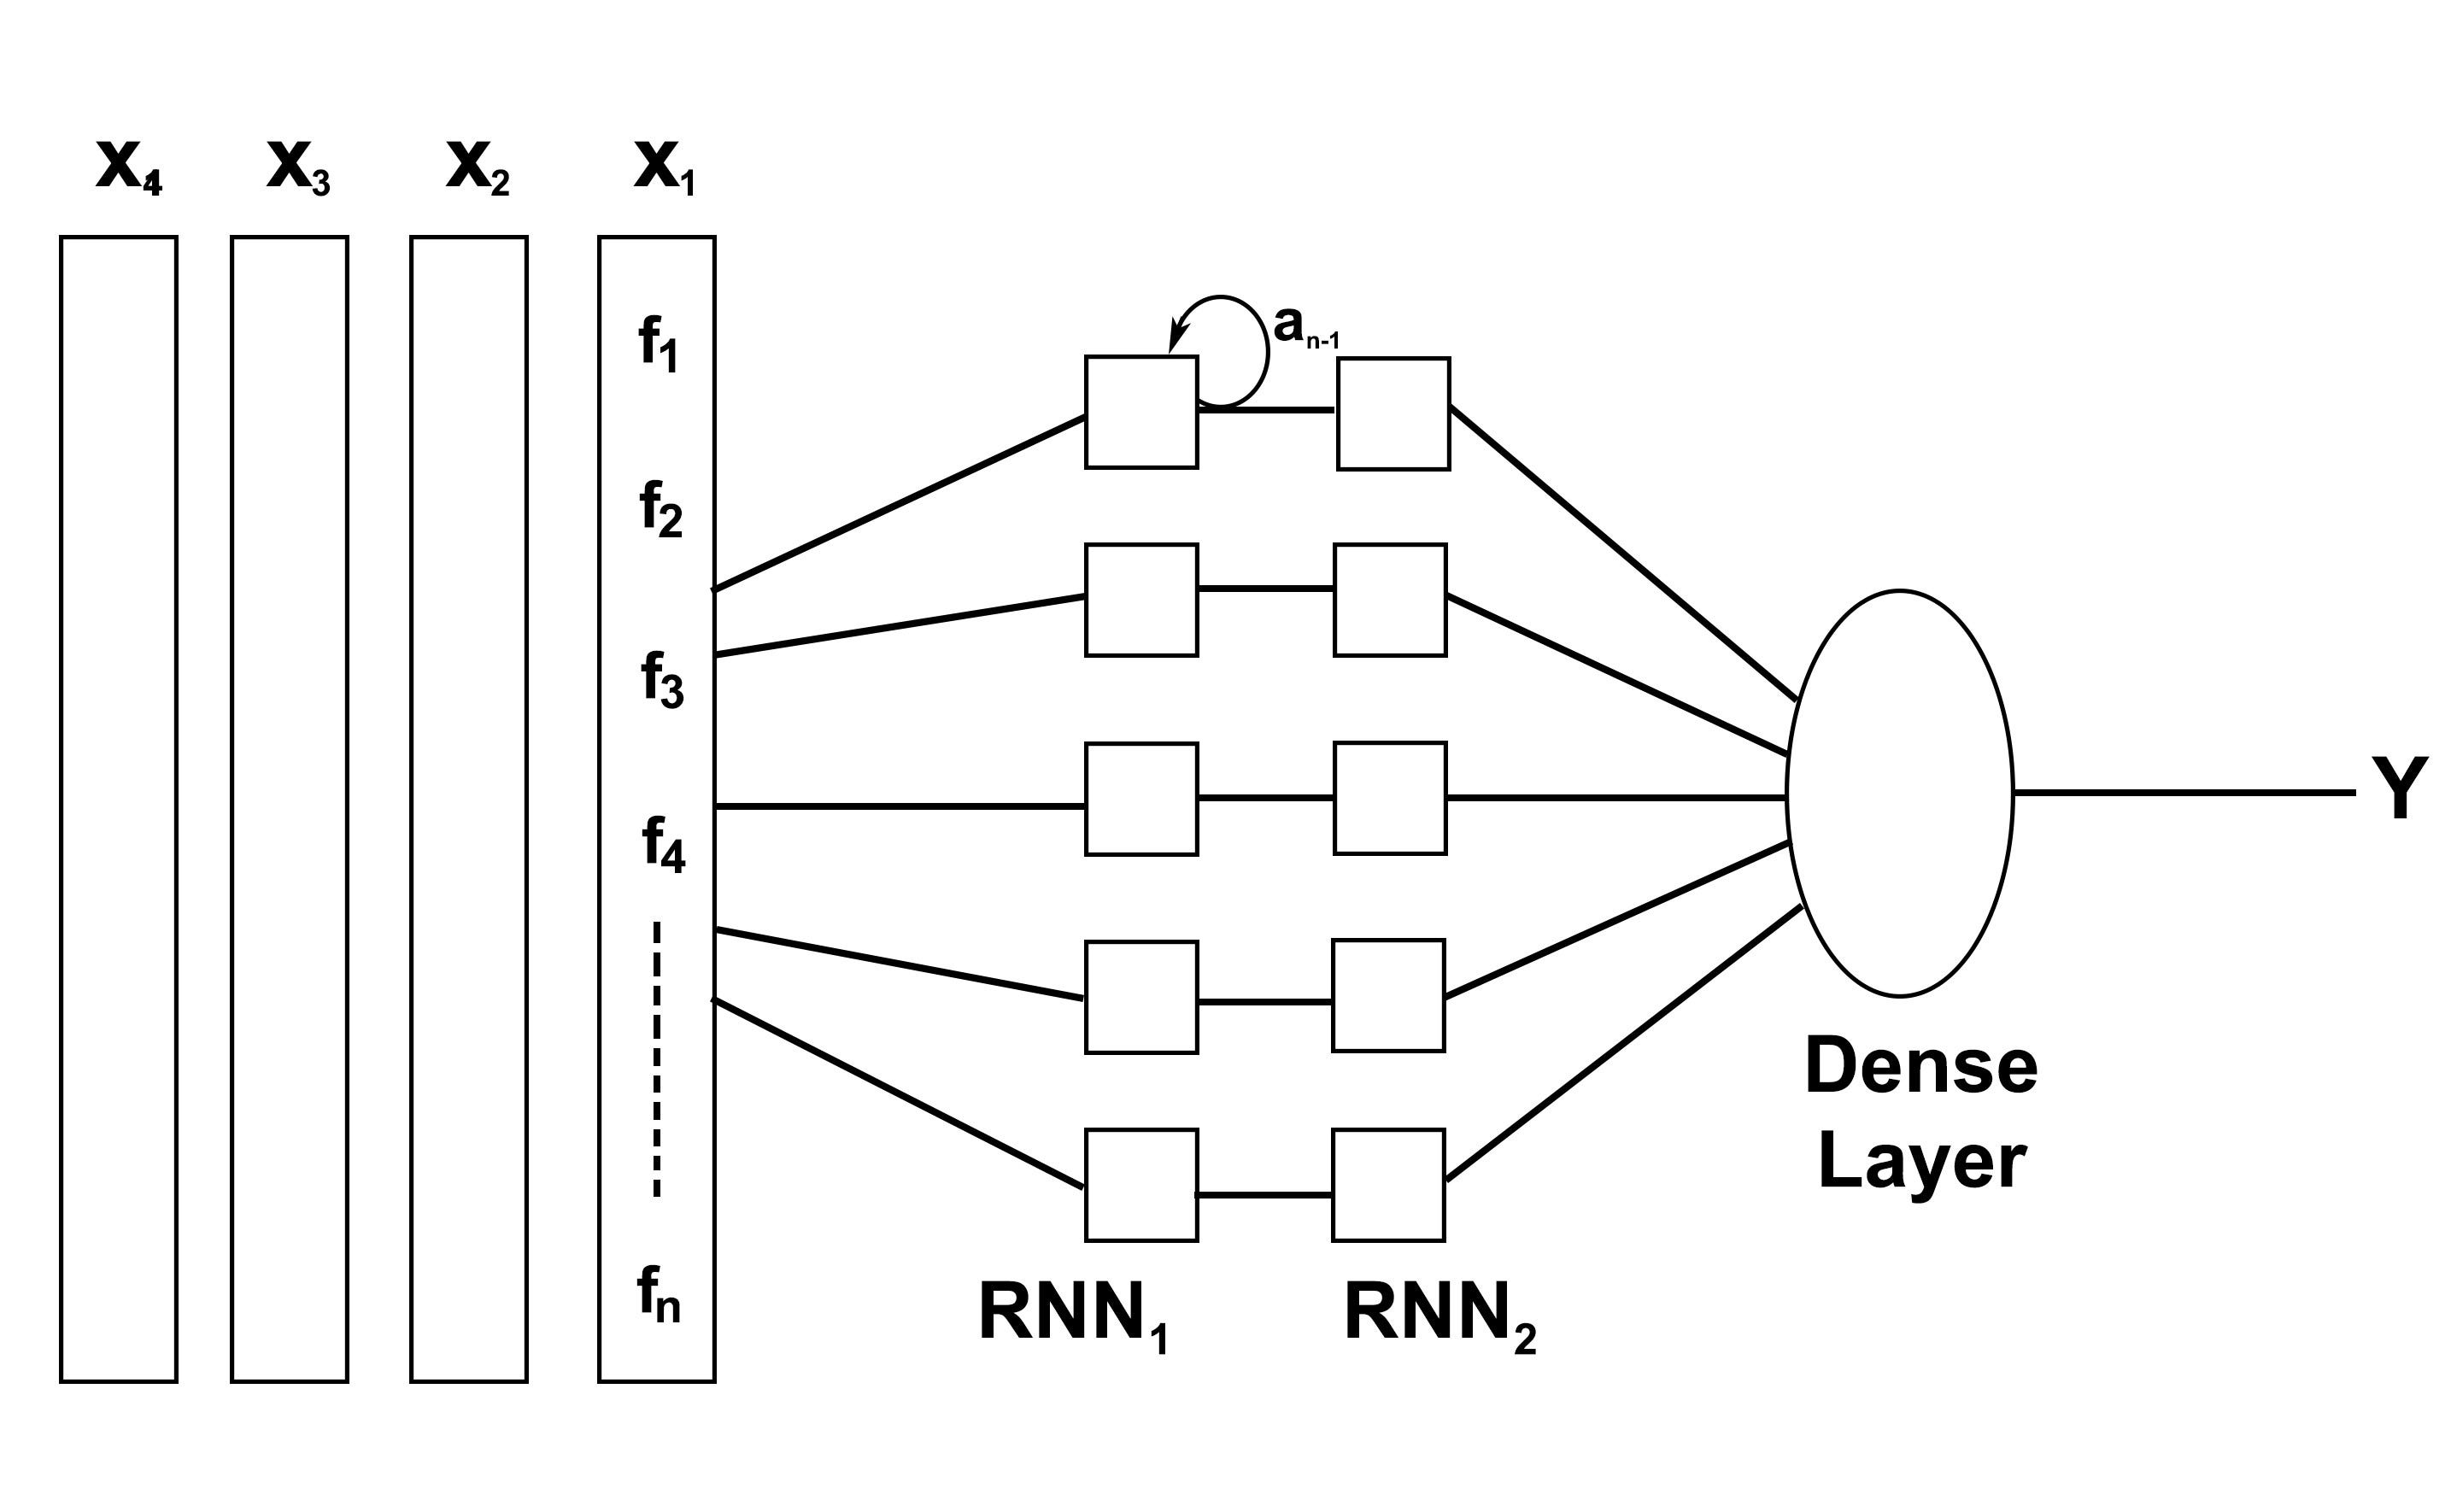 x₄ x₃ x₂ x₁
f₁
aₙ₋₁
f₂
f₃
f₄
fₙ
Y
Dense
Layer
RNN₁ RNN₂